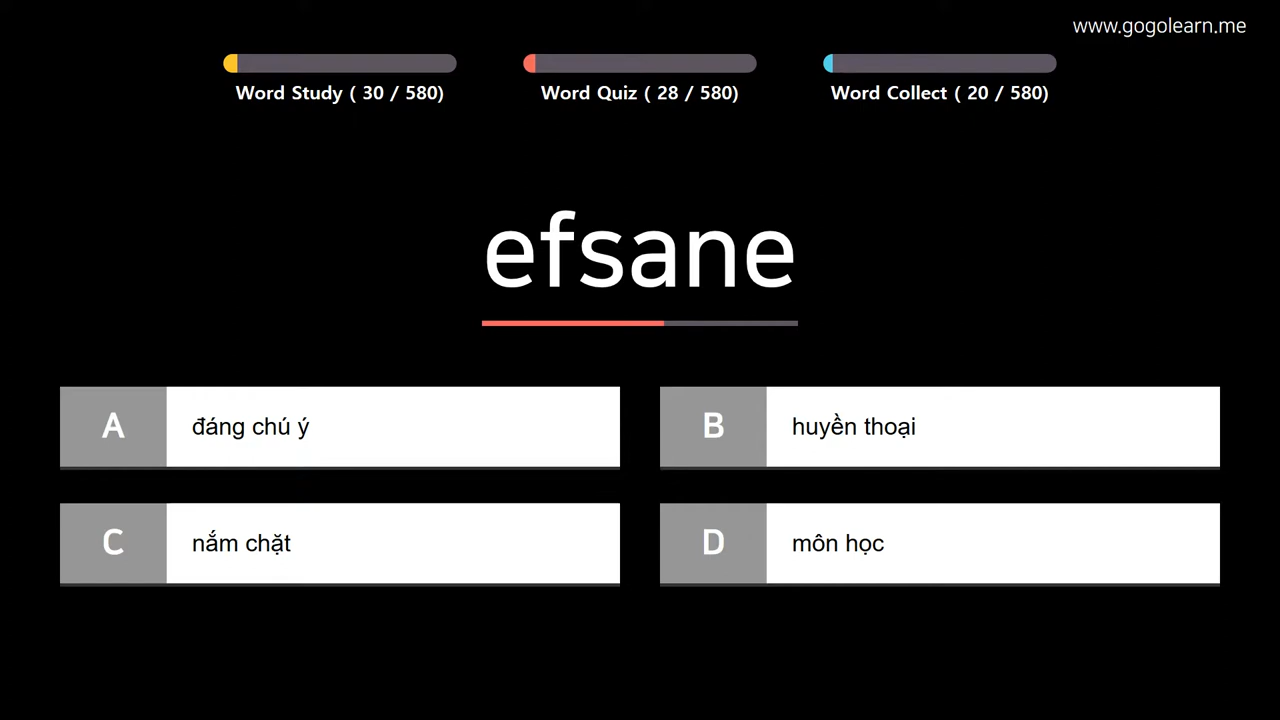 www.gogolearn.me
Word Study ( 30 / 580)
Word Quiz ( 28 / 580)
Word Collect ( 20 / 580)
efsane
A đáng chú ý
B huyền thoại
C nắm chặt
D môn học